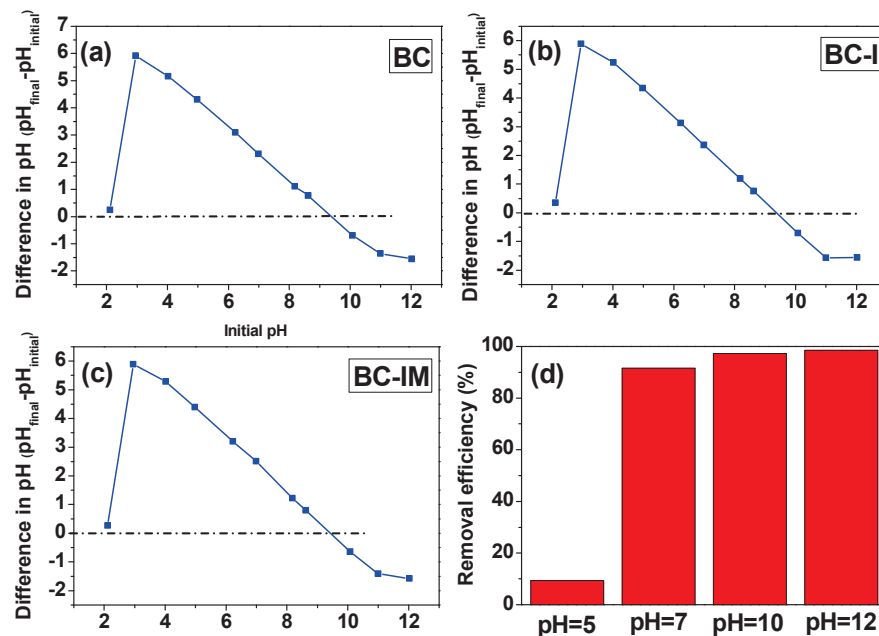 (a)
BC
Difference in pH (pHfinal-pHinitial)
7
6
5
4
3
2
1
0
-1
-2
2 4 6 8 10 12
Initial pH
(b)
BC-I
Difference in pH (pHfinal-pHinitial)
7
6
5
4
3
2
1
0
-1
-2
2 4 6 8 10 12
(c)
BC-IM
Difference in pH (pHfinal-pHinitial)
6
5
4
3
2
1
0
-1
-2
2 4 6 8 10 12
(d)
Removal efficiency (%)
100
80
60
40
20
0
pH=5 pH=7 pH=10 pH=12